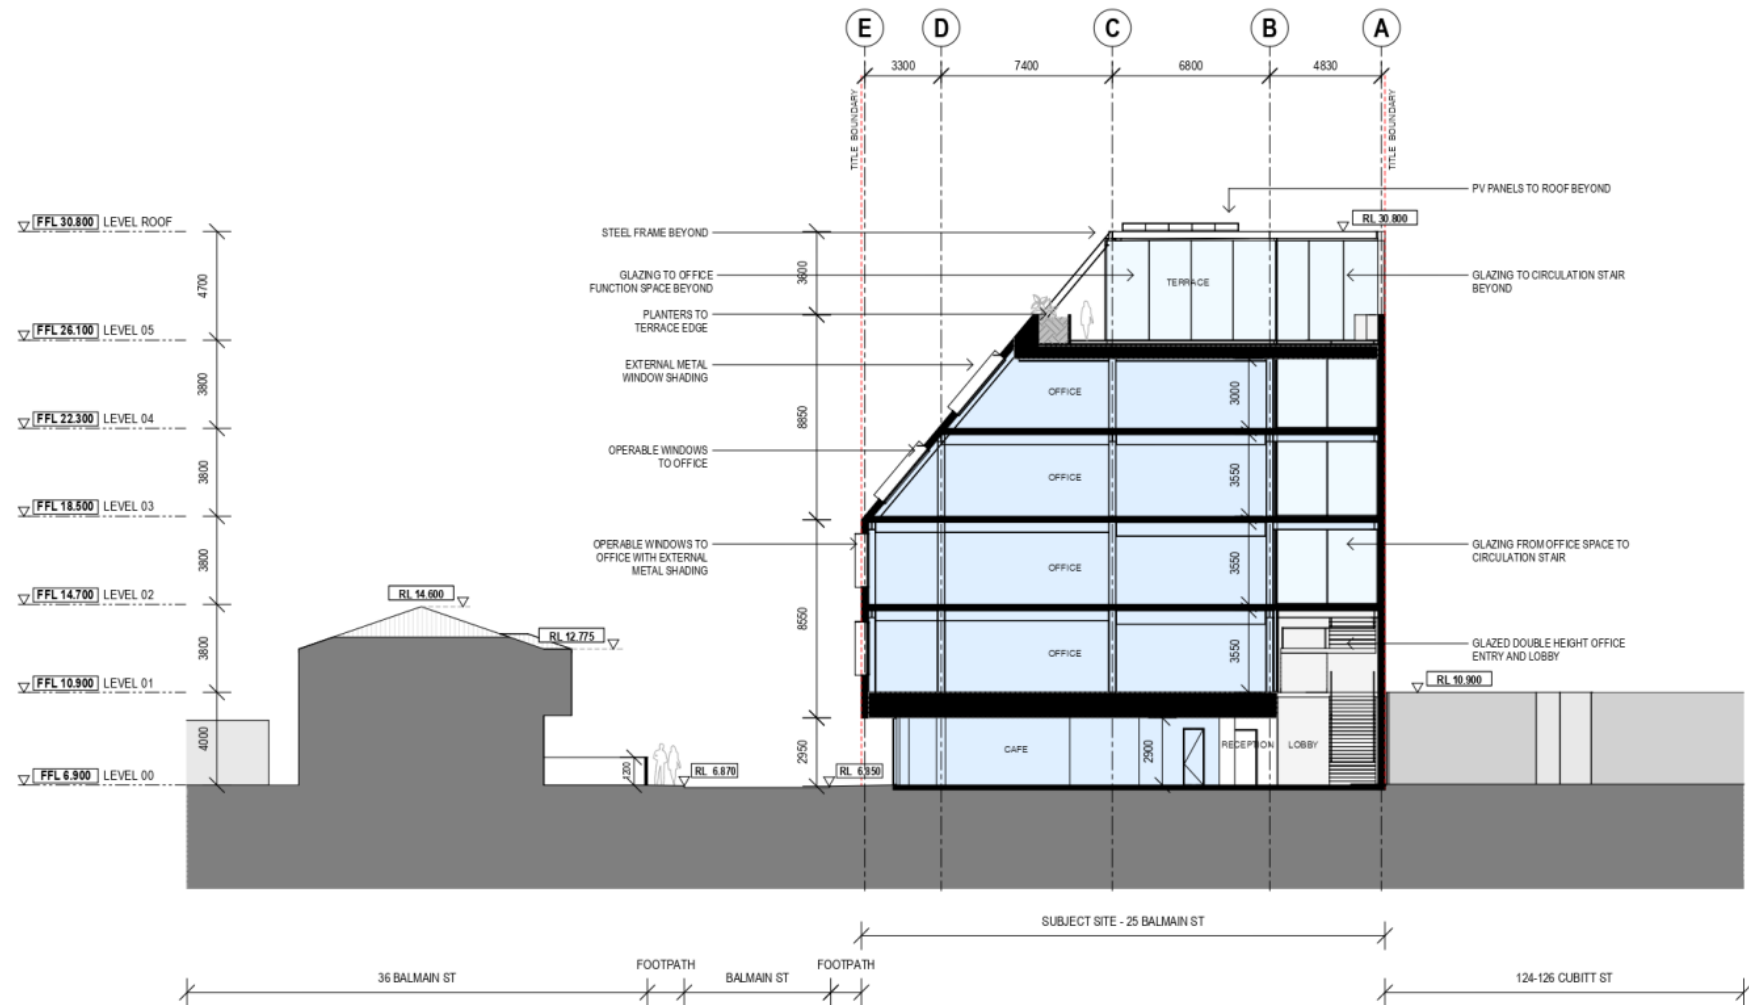 E
D
C
B
A
3300
7400
6800
4830
TITLE BOUNDARY
TITLE BOUNDARY
PV PANELS TO ROOF BEYOND
FFL 30.800 LEVEL ROOF
RL 30.800
STEEL FRAME BEYOND
4700
3600
GLAZING TO OFFICE
FUNCTION SPACE BEYOND
TERRACE
GLAZING TO CIRCULATION STAIR
BEYOND
PLANTERS TO
TERRACE EDGE
FFL 26.100 LEVEL 05
EXTERNAL METAL
WINDOW SHADING
3800
OFFICE
3000
FFL 22.300 LEVEL 04
8850
OPERABLE WINDOWS
TO OFFICE
3800
OFFICE
3550
FFL 18.500 LEVEL 03
OPERABLE WINDOWS TO
OFFICE WITH EXTERNAL
METAL SHADING
GLAZING FROM OFFICE SPACE TO
CIRCULATION STAIR
3800
OFFICE
3550
FFL 14.700 LEVEL 02
RL 14.600
8550
RL 12.775
3800
OFFICE
3550
GLAZED DOUBLE HEIGHT OFFICE
ENTRY AND LOBBY
FFL 10.900 LEVEL 01
RL 10.900
4000
2950
CAFE
2900
RECEPTION
LOBBY
FFL 6.900 LEVEL 00
1200
RL 6.870
RL 6.850
SUBJECT SITE - 25 BALMAIN ST
36 BALMAIN ST
FOOTPATH
BALMAIN ST
FOOTPATH
124-126 CUBITT ST